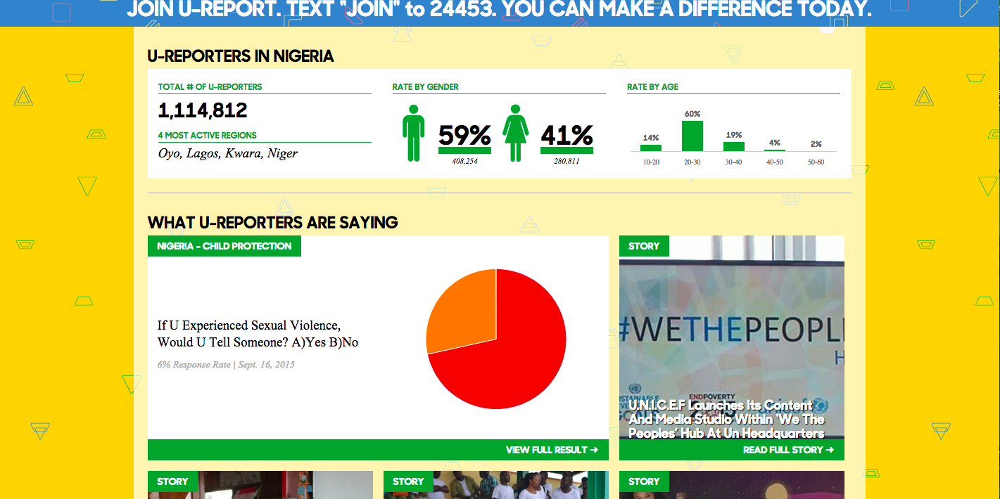 JOIN U-REPORT. TEXT "JOIN" to 24453. YOU CAN MAKE A DIFFERENCE TODAY.
U-REPORTERS IN NIGERIA
TOTAL # OF U-REPORTERS
1,114,812
4 MOST ACTIVE REGIONS
Oyo, Lagos, Kwara, Niger
RATE BY GENDER
59%
408,254
41%
280,811
RATE BY AGE
14% 60% 19% 4% 2%
10-20 20-30 30-40 40-50 50-60
WHAT U-REPORTERS ARE SAYING
NIGERIA - CHILD PROTECTION
If U Experienced Sexual Violence,
Would U Tell Someone? A)Yes B)No
6% Response Rate | Sept. 16, 2015
VIEW FULL RESULT →
STORY
#WETHEPEOPL
H
ENDPOVERTY
unicef
U.N.I.C.E.F Launches Its Content
And Media Studio Within 'We The
Peoples' Hub At Un Headquarters
READ FULL STORY →
STORY
STORY
STORY